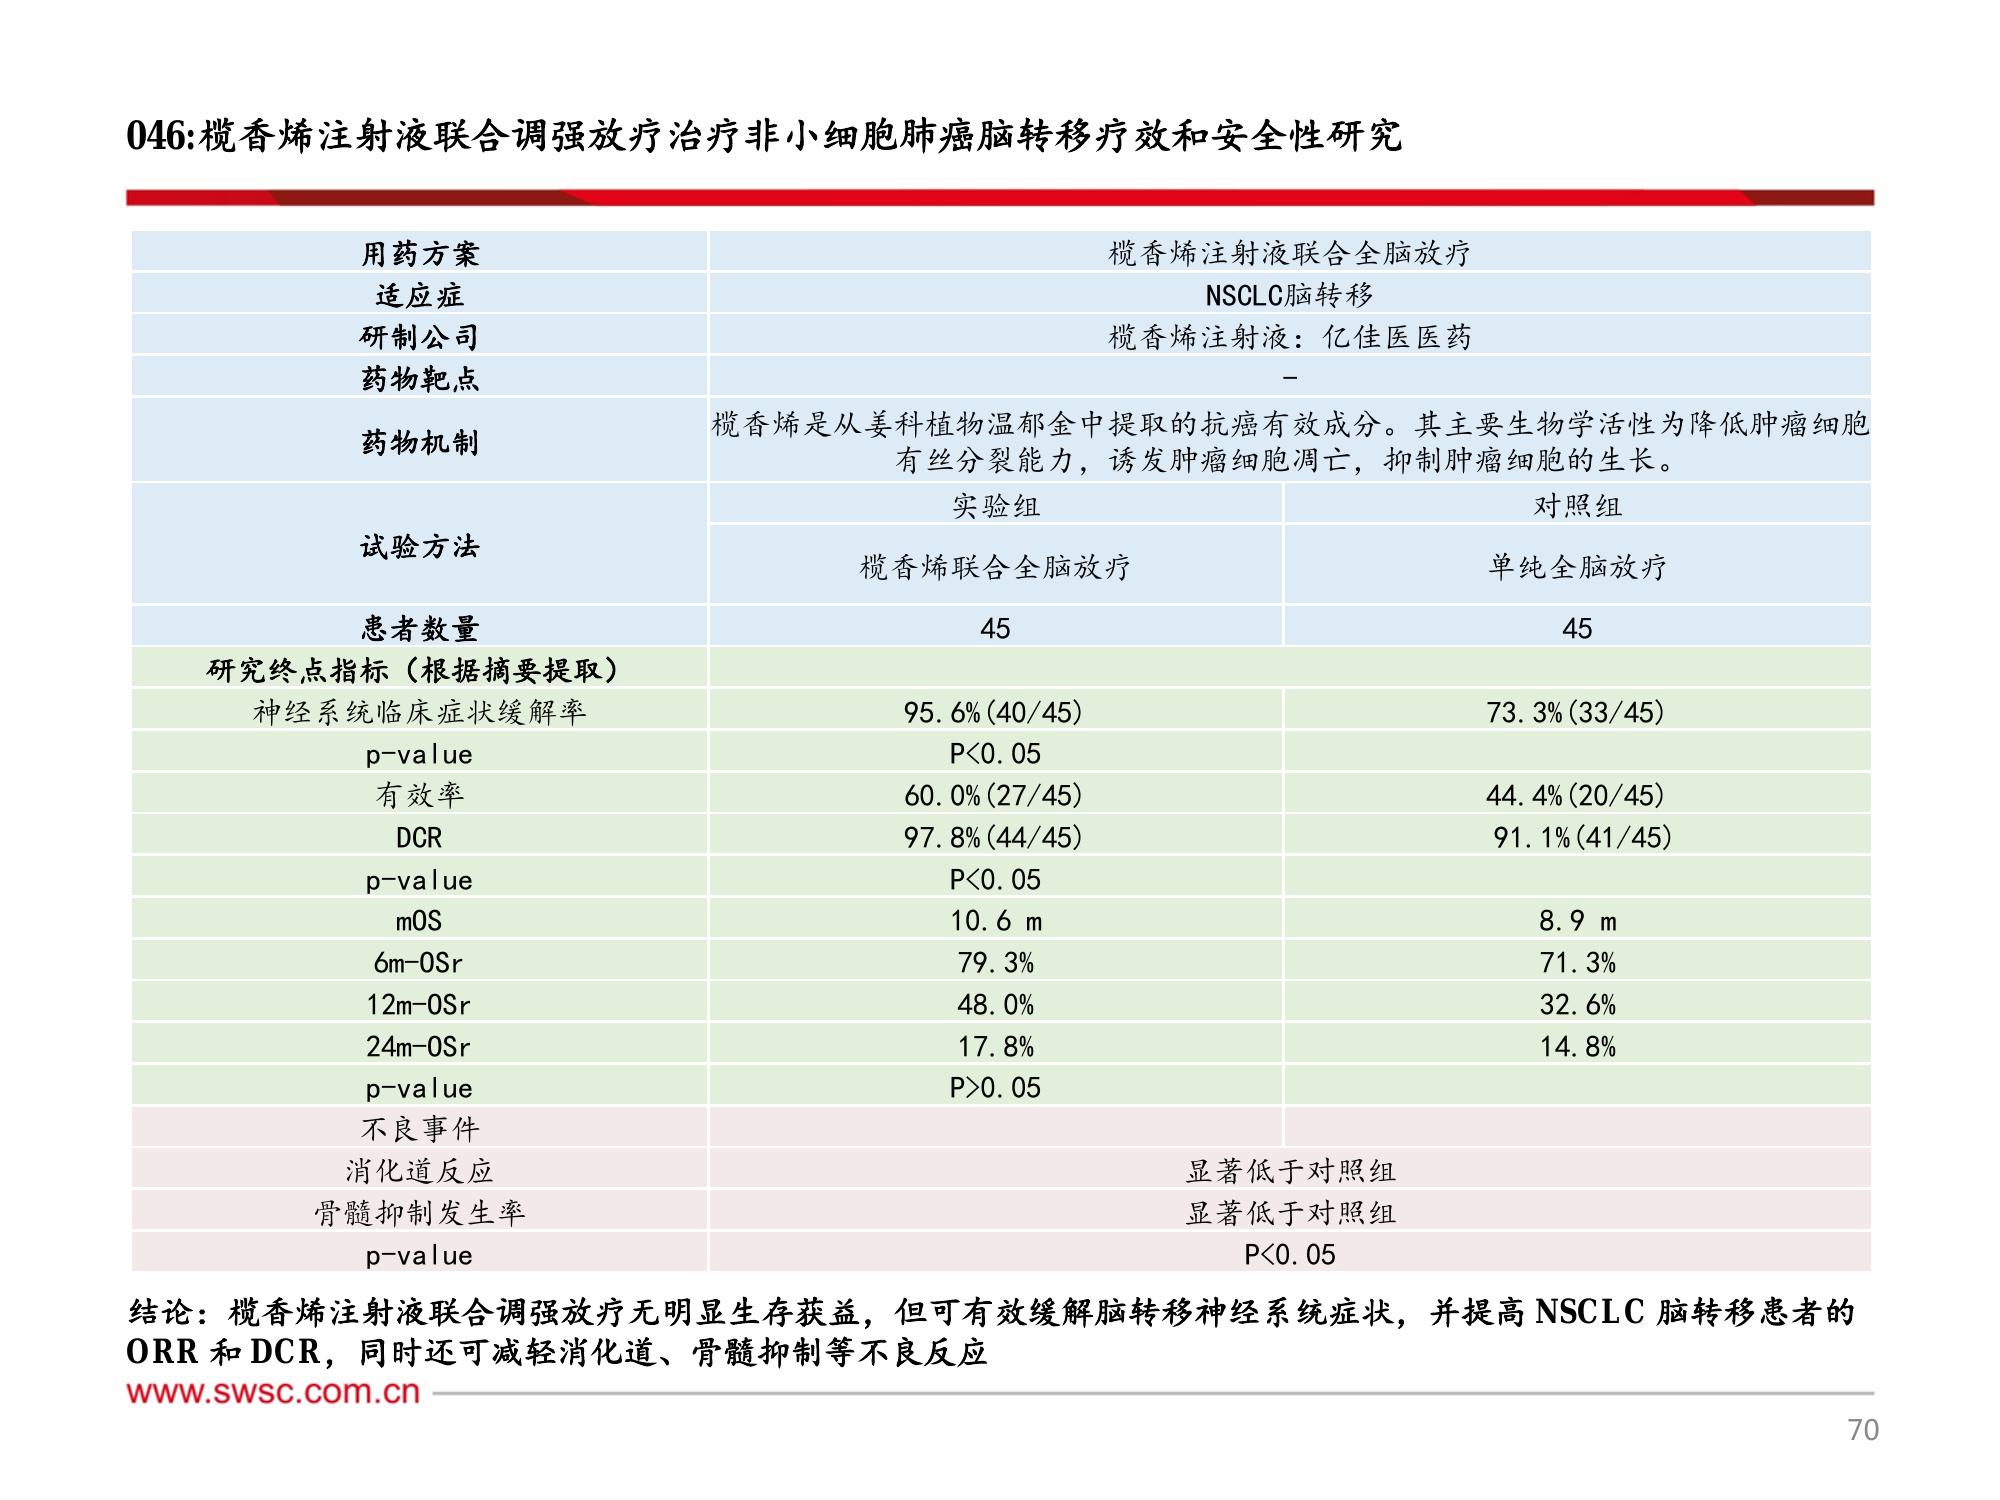 046:榄香烯注射液联合调强放疗治疗非小细胞肺癌脑转移疗效和安全性研究
用药方案 榄香烯注射液联合全脑放疗
适应症 NSCLC脑转移
研制公司 榄香烯注射液：亿佳医医药
药物靶点 -
药物机制 榄香烯是从姜科植物温郁金中提取的抗癌有效成分。其主要生物学活性为降低肿瘤细胞
有丝分裂能力，诱发肿瘤细胞凋亡，抑制肿瘤细胞的生长。
试验方法 实验组 对照组
榄香烯联合全脑放疗 单纯全脑放疗
患者数量 45 45
研究终点指标（根据摘要提取）
神经系统临床症状缓解率 95.6%(40/45) 73.3%(33/45)
p-value P<0.05
有效率 60.0%(27/45) 44.4%(20/45)
DCR 97.8%(44/45) 91.1%(41/45)
p-value P<0.05
mOS 10.6 m 8.9 m
6m-OSr 79.3% 71.3%
12m-OSr 48.0% 32.6%
24m-OSr 17.8% 14.8%
p-value P>0.05
不良事件
消化道反应 显著低于对照组
骨髓抑制发生率 显著低于对照组
p-value P<0.05
结论：榄香烯注射液联合调强放疗无明显生存获益，但可有效缓解脑转移神经系统症状，并提高 NSCLC 脑转移患者的
ORR 和 DCR，同时还可减轻消化道、骨髓抑制等不良反应
www.swsc.com.cn
70